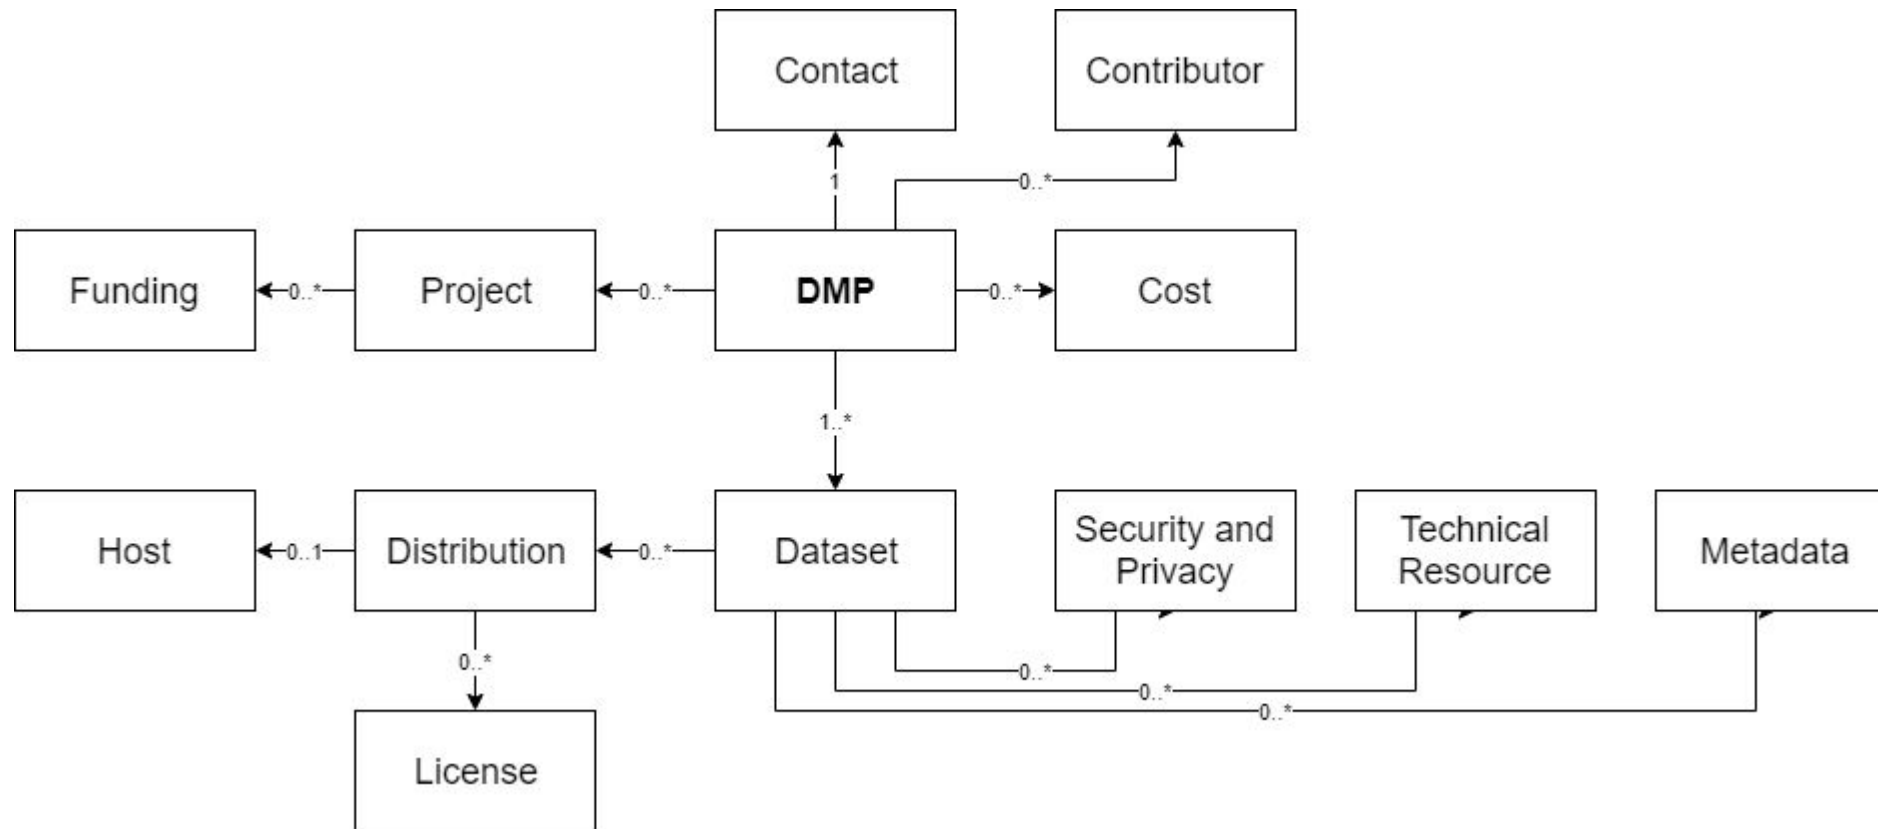 Contact
Contributor
1
0..*
Funding
0..*
Project
0..*
DMP
0..*
Cost
1..*
Host
0..1
Distribution
0..*
Dataset
Security and
Privacy
Technical
Resource
Metadata
0..*
0..*
0..*
0..*
License